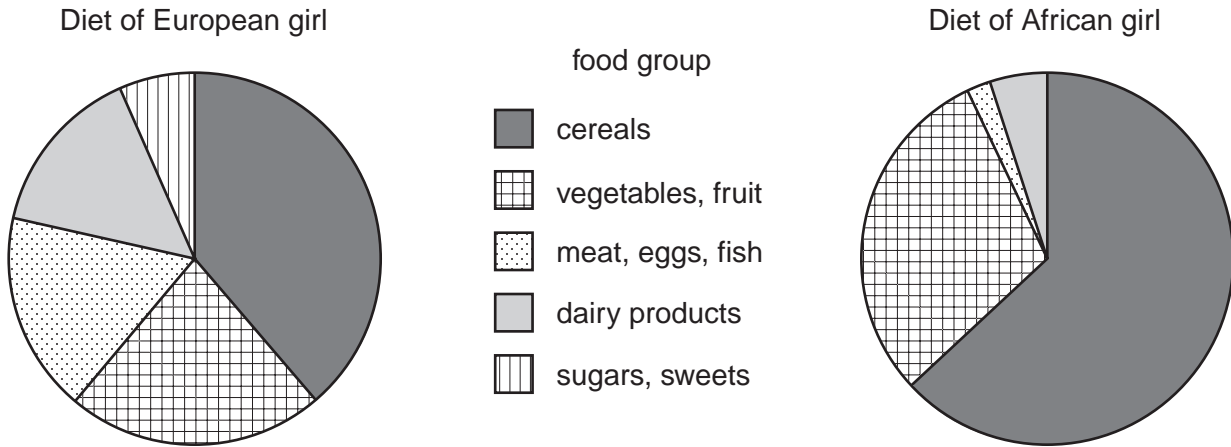 Diet of European girl
Diet of African girl
food group
cereals
vegetables, fruit
meat, eggs, fish
dairy products
sugars, sweets